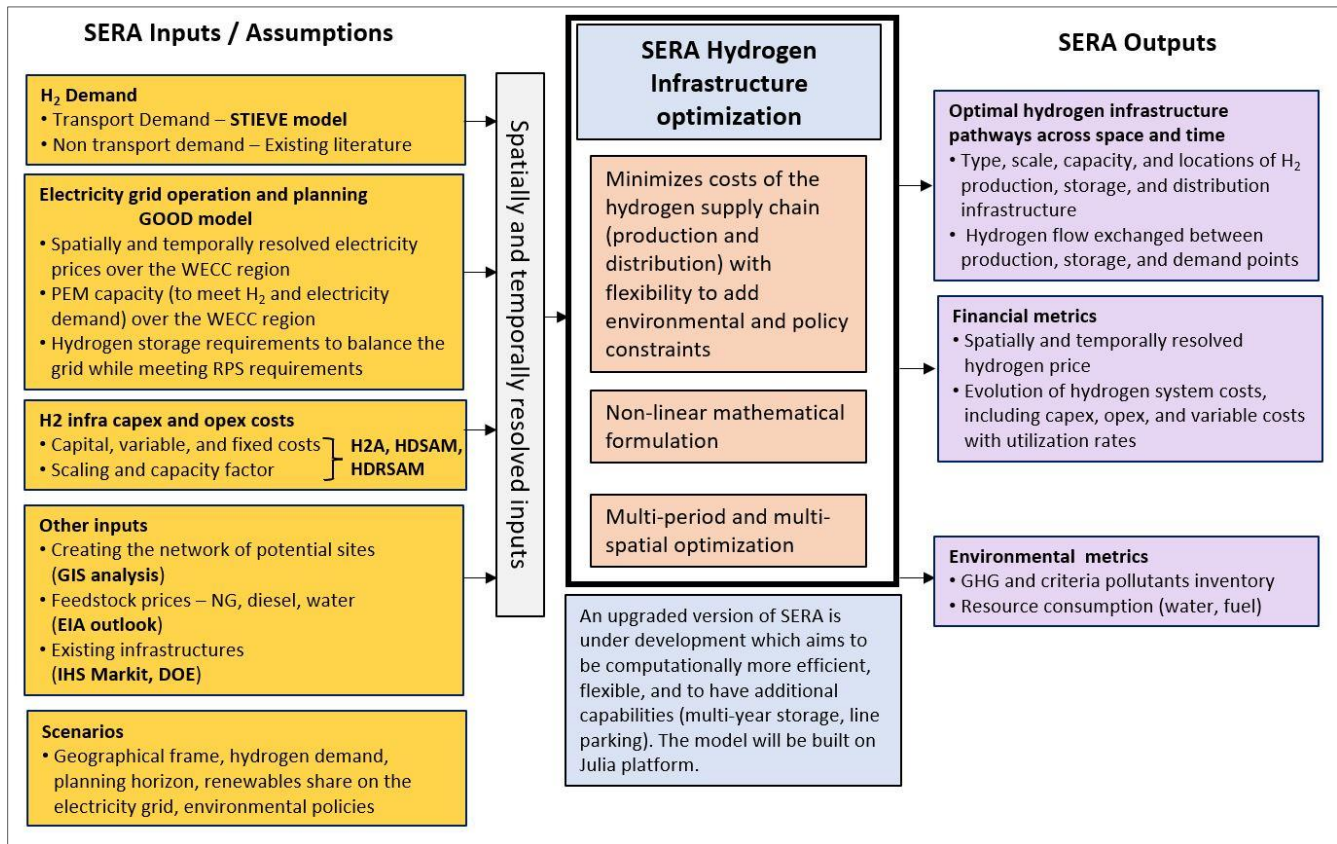 SERA Inputs / Assumptions
H₂ Demand
• Transport Demand – STIEVE model
• Non transport demand – Existing literature
Electricity grid operation and planning
GOOD model
• Spatially and temporally resolved electricity
prices over the WECC region
• PEM capacity (to meet H₂ and electricity
demand) over the WECC region
• Hydrogen storage requirements to balance the
grid while meeting RPS requirements
H2 infra capex and opex costs
• Capital, variable, and fixed costs
• Scaling and capacity factor
H2A, HDSAM,
HDRSAM
Other inputs
• Creating the network of potential sites
(GIS analysis)
• Feedstock prices – NG, diesel, water
(EIA outlook)
• Existing infrastructures
(IHS Markit, DOE)
Scenarios
• Geographical frame, hydrogen demand,
planning horizon, renewables share on the
electricity grid, environmental policies
Spatially and temporally resolved inputs
SERA Hydrogen
Infrastructure
optimization
Minimizes costs of the
hydrogen supply chain
(production and
distribution) with
flexibility to add
environmental and policy
constraints
Non-linear mathematical
formulation
Multi-period and multi-
spatial optimization
An upgraded version of SERA is
under development which aims to
be computationally more efficient,
flexible, and to have additional
capabilities (multi-year storage, line
parking). The model will be built on
Julia platform.
SERA Outputs
Optimal hydrogen infrastructure
pathways across space and time
• Type, scale, capacity, and locations of H₂
production, storage, and distribution
infrastructure
• Hydrogen flow exchanged between
production, storage, and demand points
Financial metrics
• Spatially and temporally resolved
hydrogen price
• Evolution of hydrogen system costs,
including capex, opex, and variable costs
with utilization rates
Environmental metrics
• GHG and criteria pollutants inventory
• Resource consumption (water, fuel)